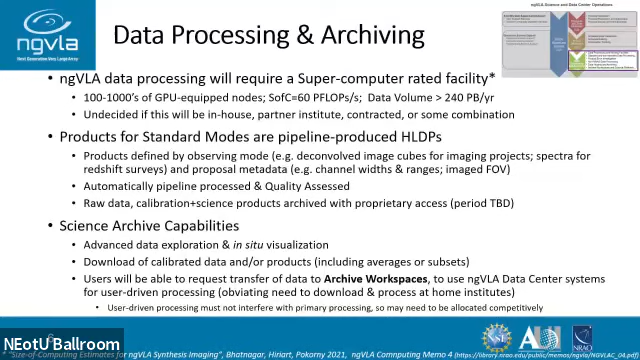 ngVLA Science and Data Center Operations
ngvla
Next Generation Very Large Array
Data Processing & Archiving
• ngVLA data processing will require a Super-computer rated facility*
• 100-1000's of GPU-equipped nodes; SofC=60 PFLOPs/s; Data Volume > 240 PB/yr
• Undecided if this will be in-house, partner institute, contracted, or some combination
• Products for Standard Modes are pipeline-produced HLDPs
• Products defined by observing mode (e.g. deconvolved image cubes for imaging projects; spectra for
redshift surveys) and proposal metadata (e.g. channel widths & ranges; imaged FOV)
• Automatically pipeline processed & Quality Assessed
• Raw data, calibration+science products archived with proprietary access (period TBD)
• Science Archive Capabilities
• Advanced data exploration & in situ visualization
• Download of calibrated data and/or products (including averages or subsets)
• Users will be able to request transfer of data to Archive Workspaces, to use ngVLA Data Center systems
for user-driven processing (obviating need to download & process at home institutes)
• User-driven processing must not interfere with primary processing, so may need to be allocated competitively
NEotU Ballroom
AUI
NRAO
* "Size-of-Computing Estimates for ngVLA Synthesis Imaging", Bhatnagar, Hiriart, Pokorny 2021, ngVLA Computing Memo 4 (https://library.nrao.edu/public/memos/ngvla/NGVLAC_04.pdf)